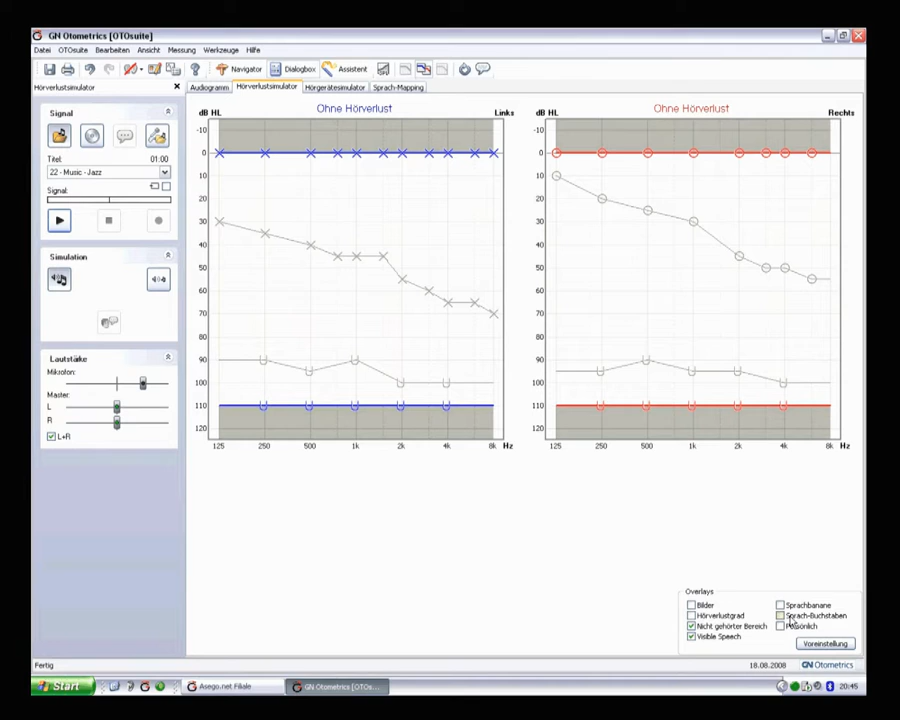 GN Otometrics [OTOsuite]
Datei OTOsuite Bearbeiten Ansicht Messung Werkzeuge Hilfe
Navigator Dialogbox Assistent
Hörverlustsimulator
Audiogramm Hörverlustsimulator Hörgerätesimulator Sprach-Mapping
Signal
Titel: 01:00
22 - Music - Jazz
Signal:
Simulation
Lautstärke
Mikrofon:
Master:
L
R
L+R
Ohne Hörverlust
dB HL Links
-10
0
10
20
30
40
50
60
70
80
90
100
110
120
125 250 500 1k 2k 4k 8k Hz
Ohne Hörverlust
dB HL Rechts
-10
0
10
20
30
40
50
60
70
80
90
100
110
120
125 250 500 1k 2k 4k 8k Hz
Overlays
Bilder Sprachbanane
Hörverlustgrad Sprach-Buchstaben
Nicht gehörter Bereich Persönlich
Visible Speech
Voreinstellung
Fertig 18.08.2008 GN Otometrics
Start Asego.net Filiale GN Otometrics [OTOs... 20:45